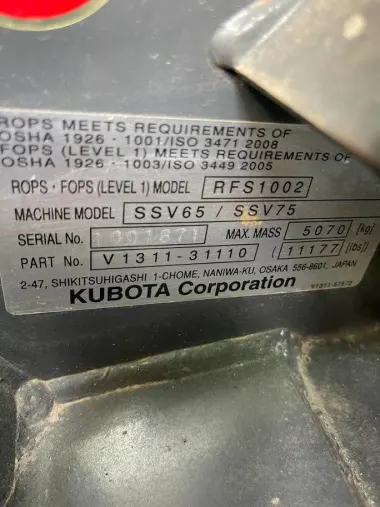 ROPS MEETS REQUIREMENTS OF
OSHA 1926 - 1001/ISO 3471 2008
FOPS (LEVEL 1) MEETS REQUIREMENTS OF
OSHA 1926 - 1003/ISO 3449 2005
ROPS · FOPS (LEVEL 1) MODEL RFS1002
MACHINE MODEL SSV65 / SSV75
SERIAL No. 1001671 MAX. MASS 5070 [kg]
PART No. V1311-31110 ( 11177 [lbs])
2-47, SHIKITSUHIGASHI 1-CHOME, NANIWA-KU, OSAKA 556-8601, JAPAN
KUBOTA Corporation